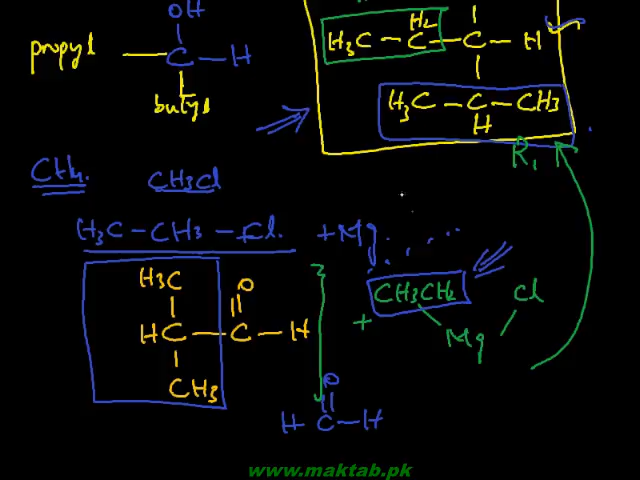 OH
propyl — C — H
butyl
H3C — C — C — H
H2
H3C — C — CH3
H
R, R
CH4. CH3Cl
H3C — CH3 — Cl. + Mg
H3C O
HC — C — H
CH3
+ CH3CH2 Cl
Mg
O
H C — H
www.maktab.pk